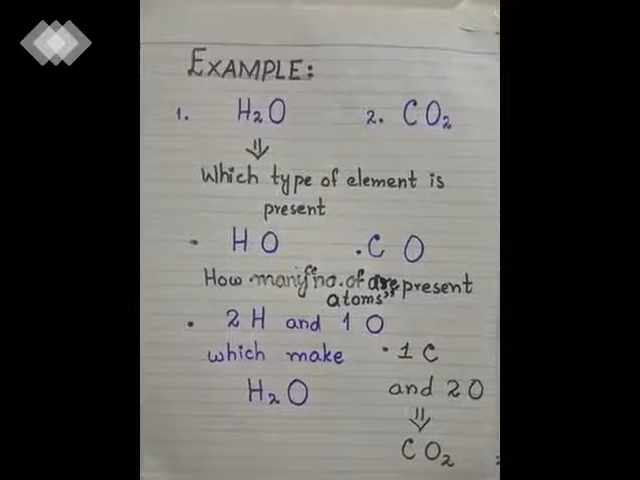 EXAMPLE:
1. H₂O 2. CO₂
⇓
Which type of element is
present
• H O • C O
How many no. of are present
"atoms"
• 2 H and 1 O
which make • 1 C
H₂O and 2 O
⇓
CO₂